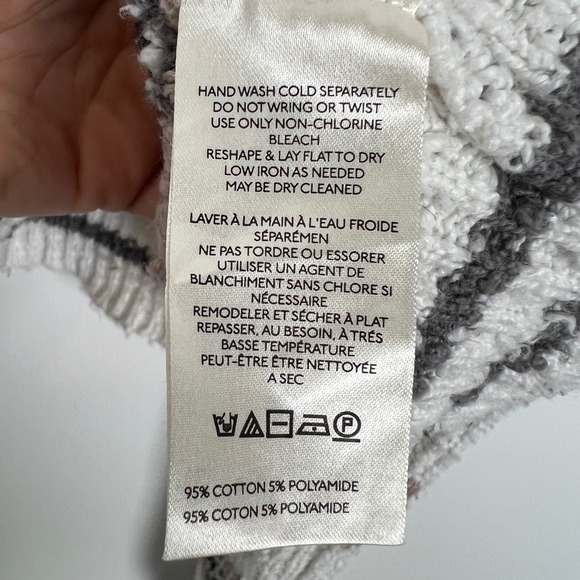 HAND WASH COLD SEPARATELY
DO NOT WRING OR TWIST
USE ONLY NON-CHLORINE
BLEACH
RESHAPE & LAY FLAT TO DRY
LOW IRON AS NEEDED
MAY BE DRY CLEANED
LAVER À LA MAIN À L'EAU FROIDE
SÉPARÉMEN
NE PAS TORDRE OU ESSORER
UTILISER UN AGENT DE
BLANCHIMENT SANS CHLORE SI
NÉCESSAIRE
REMODELER ET SÉCHER À PLAT
REPASSER, AU BESOIN, À TRÉS
BASSE TEMPÉRATURE
PEUT-ÊTRE ÊTRE NETTOYÉE
A SEC
P
95% COTTON 5% POLYAMIDE
95% COTON 5% POLYAMIDE